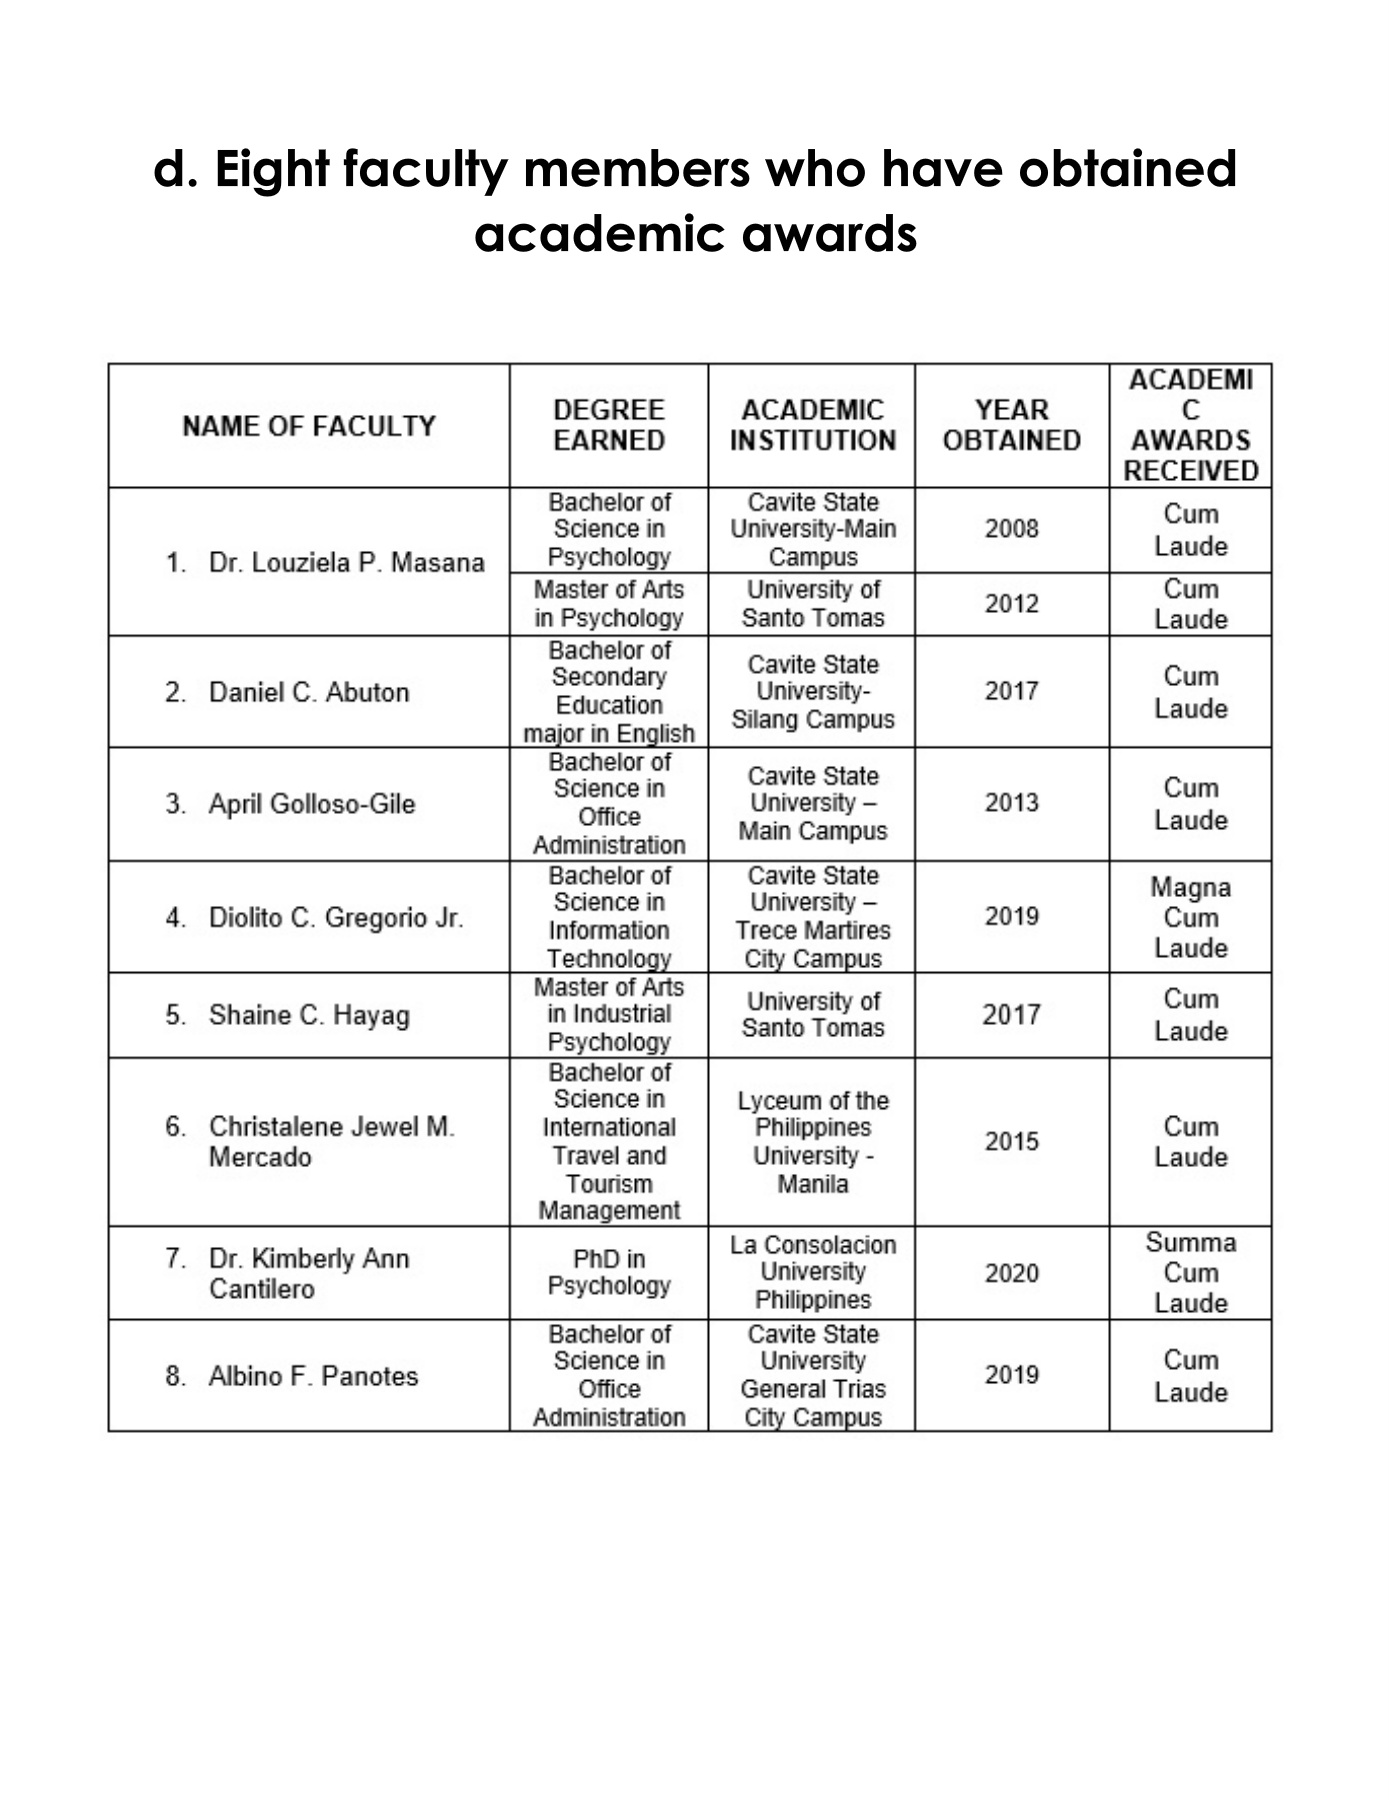 d. Eight faculty members who have obtained
academic awards
NAME OF FACULTY
DEGREE
EARNED
ACADEMIC
INSTITUTION
YEAR
OBTAINED
ACADEMI
C
AWARDS
RECEIVED
1. Dr. Louziela P. Masana
Bachelor of
Science in
Psychology
Cavite State
University-Main
Campus
2008
Cum
Laude
Master of Arts
in Psychology
University of
Santo Tomas
2012
Cum
Laude
2. Daniel C. Abuton
Bachelor of
Secondary
Education
major in English
Cavite State
University-
Silang Campus
2017
Cum
Laude
3. April Golloso-Gile
Bachelor of
Science in
Office
Administration
Cavite State
University –
Main Campus
2013
Cum
Laude
4. Diolito C. Gregorio Jr.
Bachelor of
Science in
Information
Technology
Cavite State
University –
Trece Martires
City Campus
2019
Magna
Cum
Laude
5. Shaine C. Hayag
Master of Arts
in Industrial
Psychology
University of
Santo Tomas
2017
Cum
Laude
6. Christalene Jewel M.
Mercado
Bachelor of
Science in
International
Travel and
Tourism
Management
Lyceum of the
Philippines
University -
Manila
2015
Cum
Laude
7. Dr. Kimberly Ann
Cantilero
PhD in
Psychology
La Consolacion
University
Philippines
2020
Summa
Cum
Laude
8. Albino F. Panotes
Bachelor of
Science in
Office
Administration
Cavite State
University
General Trias
City Campus
2019
Cum
Laude